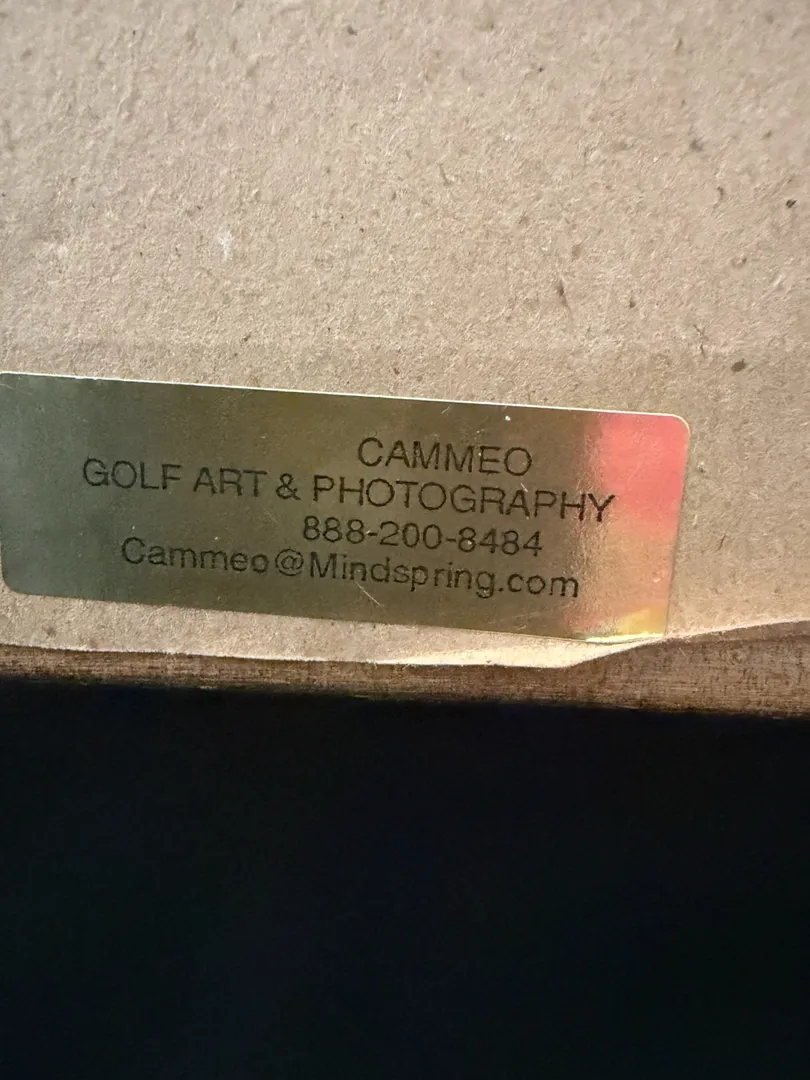 CAMMEO
GOLF ART & PHOTOGRAPHY
888-200-8484
Cammeo@Mindspring.com